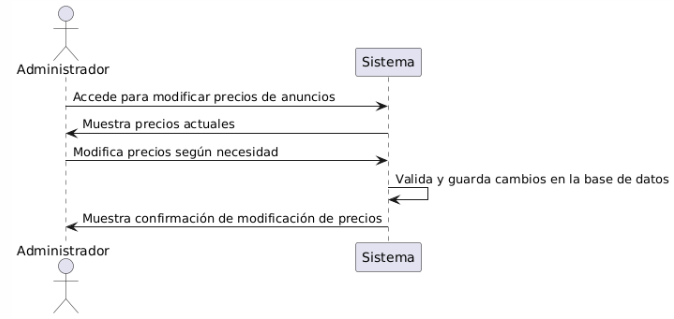 Administrador
Sistema
Accede para modificar precios de anuncios
Muestra precios actuales
Modifica precios según necesidad
Valida y guarda cambios en la base de datos
Muestra confirmación de modificación de precios
Administrador
Sistema